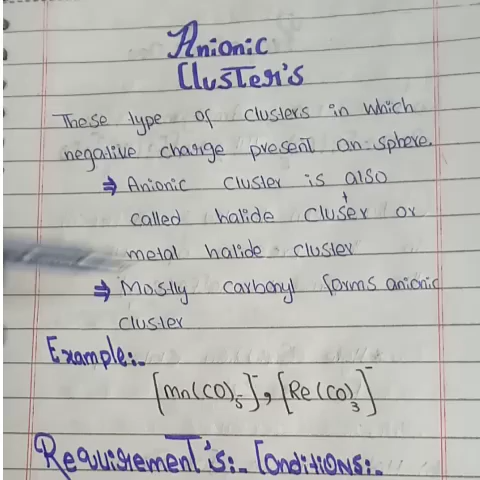 Anionic
Cluster's
These type of clusters in which
negative charge present on sphere.
⇒ Anionic cluster is also
called halide cluster or
metal halide cluster
⇒ Mostly carbonyl forms anionic
cluster
Example:-
[mn(CO)₅]⁻, [Re(CO)₃]⁻
Requirement's:- Conditions:-